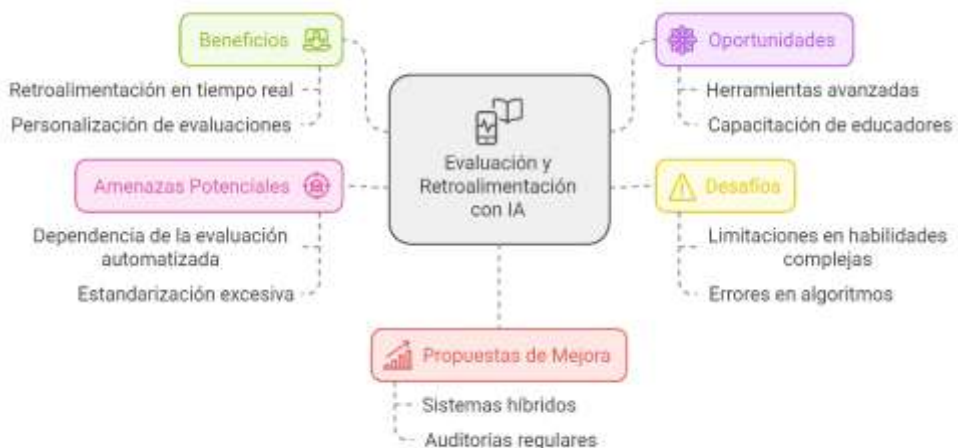 Beneficios
Retroalimentación en tiempo real
Personalización de evaluaciones
Amenazas Potenciales
Dependencia de la evaluación
automatizada
Estandarización excesiva
Evaluación y
Retroalimentación
con IA
Oportunidades
Herramientas avanzadas
Capacitación de educadores
Desafíos
Limitaciones en habilidades
complejas
Errores en algoritmos
Propuestas de Mejora
Sistemas híbridos
Auditorías regulares